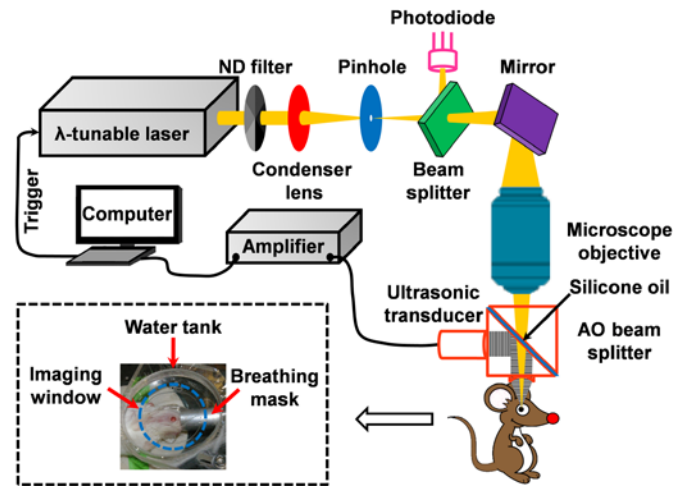 Photodiode
ND filter
Pinhole
Mirror
λ-tunable laser
Condenser
lens
Beam
splitter
Trigger
Computer
Amplifier
Microscope
objective
Ultrasonic
transducer
Silicone oil
AO beam
splitter
Water tank
Imaging
window
Breathing
mask